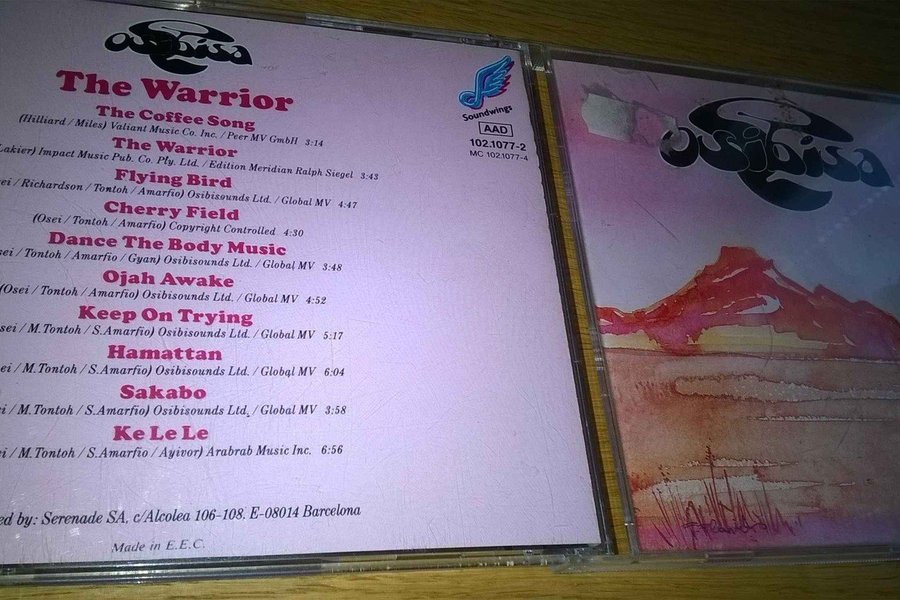 osibisa
The Warrior
The Coffee Song
(Hilliard / Miles) Valiant Music Co. Inc. / Peer MV GmbH 3:14
The Warrior
Lakier) Impact Music Pub. Co. Ply. Ltd. / Edition Meridian Ralph Siegel 3:43
Flying Bird
ei / Richardson / Tontoh / Amarfio) Osibisounds Ltd. / Global MV 4:47
Cherry Field
(Osei / Tontoh / Amarfio) Copyright Controlled 4:30
Dance The Body Music
sei / Tontoh / Amarfio / Gyan) Osibisounds Ltd. / Global MV 3:48
Ojah Awake
(Osei / Tontoh / Amarfio) Osibisounds Ltd. / Global MV 4:52
Keep On Trying
sei / M.Tontoh / S.Amarfio) Osibisounds Ltd. / Global MV 5:17
Hamattan
ei / M.Tontoh / S.Amarfio) Osibisounds Ltd. / Global MV 6:04
Sakabo
ei / M.Tontoh / S.Amarfio) Osibisounds Ltd. / Global MV 3:58
Ke Le Le
ei / M.Tontoh / S.Amarfio / Ayivor) Arabrab Music Inc. 6:56
ed by: Serenade SA, c/Alcolea 106-108, E-08014 Barcelona
Made in E.E.C.
Soundwings
AAD
102.1077-2
MC 102.1077-4
osibisa